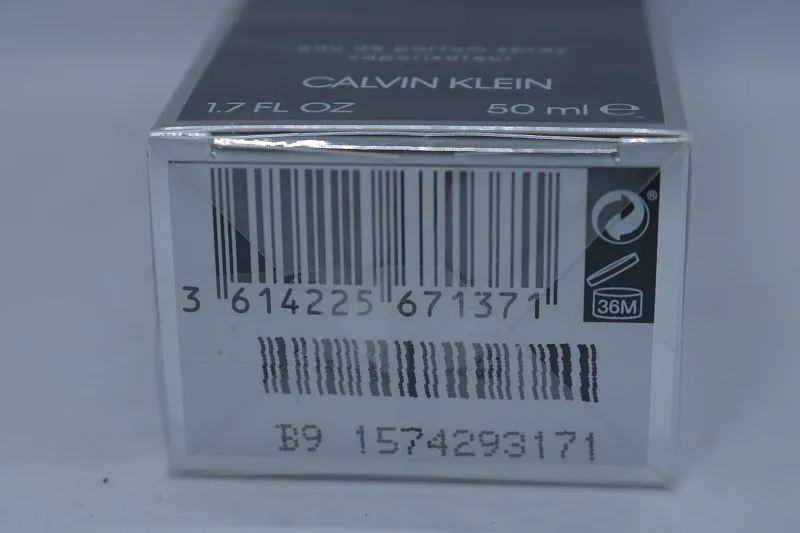 eau de parfum spray
vaporisateur
CALVIN KLEIN
1.7 FL OZ 50 ml ℮
®
36M
3 614225 671371
B9 1574293171